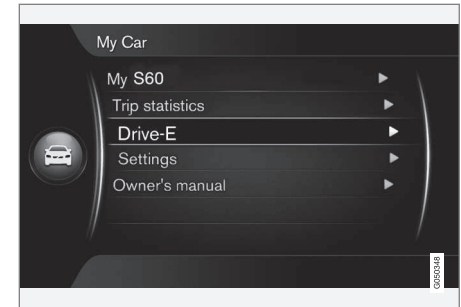 My Car
My S60
Trip statistics
Drive-E
Settings
Owner's manual
G050348